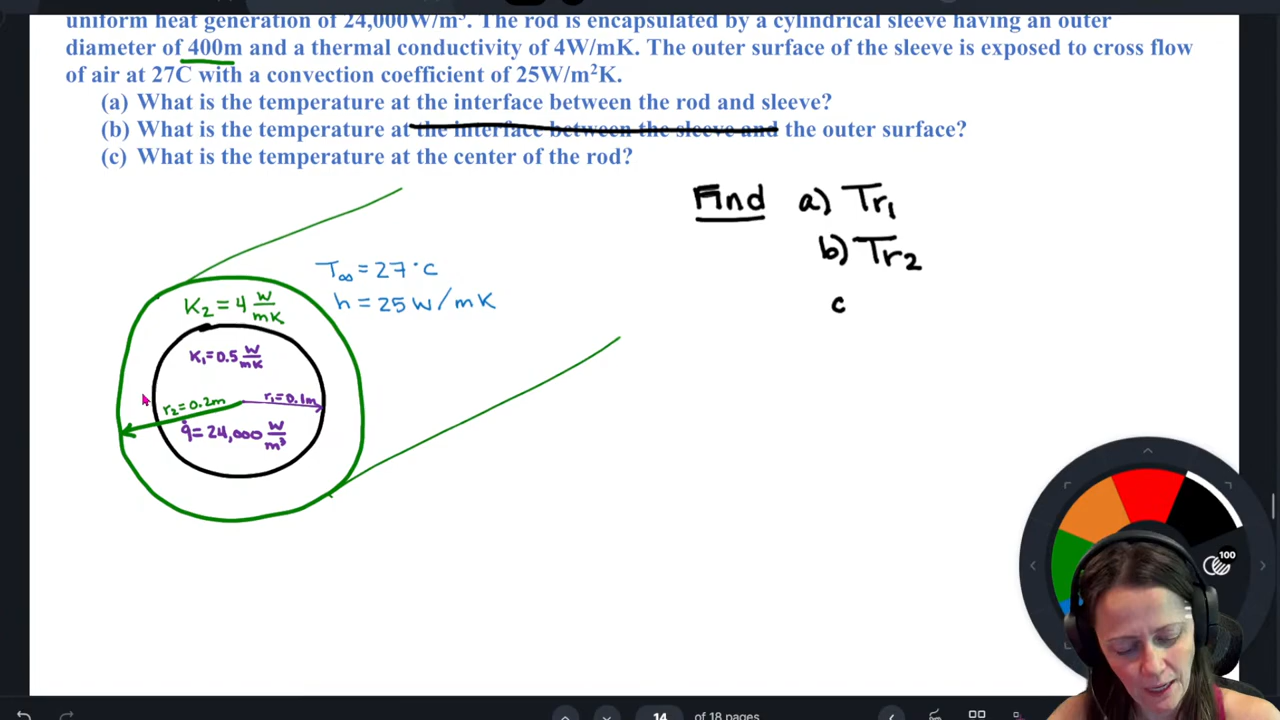 uniform heat generation of 24,000W/m³. The rod is encapsulated by a cylindrical sleeve having an outer
diameter of 400m and a thermal conductivity of 4W/mK. The outer surface of the sleeve is exposed to cross flow
of air at 27C with a convection coefficient of 25W/m²K.
(a) What is the temperature at the interface between the rod and sleeve?
(b) What is the temperature at the interface between the sleeve and the outer surface?
(c) What is the temperature at the center of the rod?
Find a) Tr₁
b) Tr₂
c
T∞ = 27°C
h = 25 W/mK
K₂ = 4 W/mK
K₁ = 0.5 W/mK
r₂ = 0.2m
r₁ = 0.1m
q̇ = 24,000 W/m³
100
14 of 18 pages